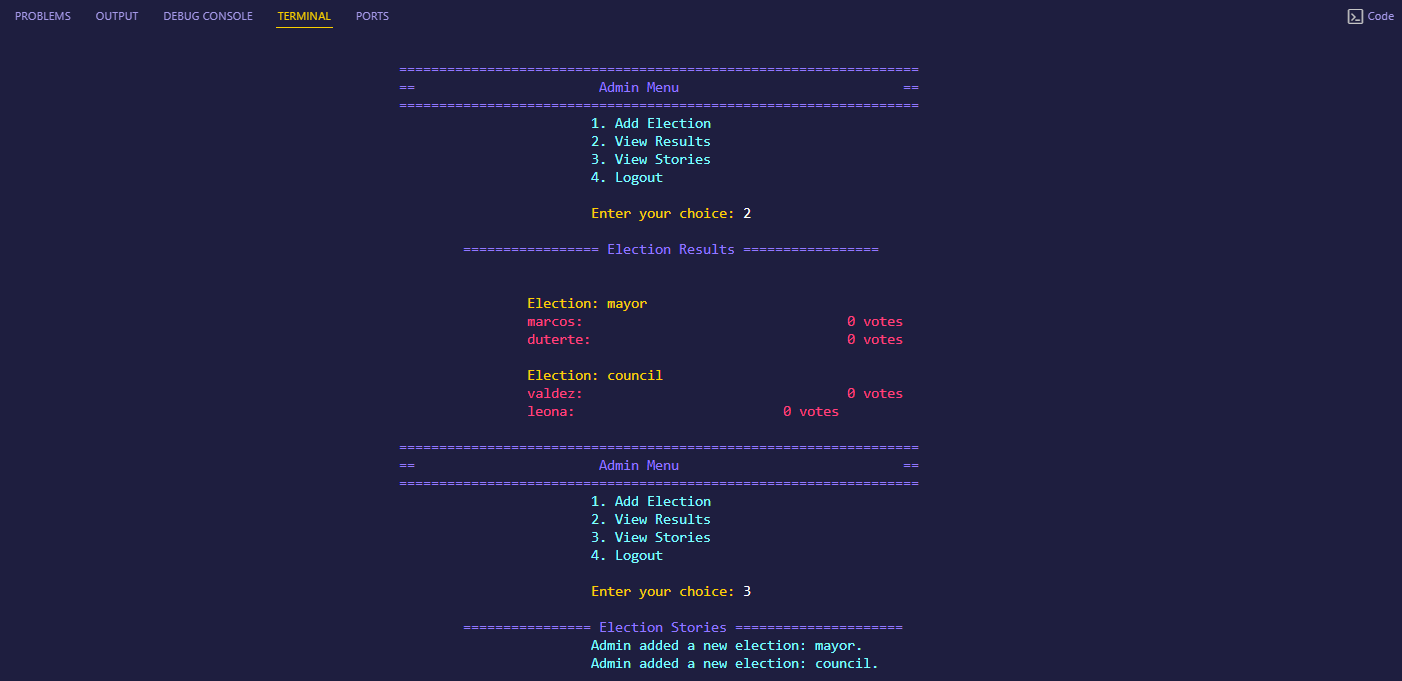 PROBLEMS OUTPUT DEBUG CONSOLE TERMINAL PORTS Code
=================================================================
== Admin Menu ==
=================================================================
1. Add Election
2. View Results
3. View Stories
4. Logout
Enter your choice: 2
================= Election Results =================
Election: mayor
marcos: 0 votes
duterte: 0 votes
Election: council
valdez: 0 votes
leona: 0 votes
=================================================================
== Admin Menu ==
=================================================================
1. Add Election
2. View Results
3. View Stories
4. Logout
Enter your choice: 3
================ Election Stories =====================
Admin added a new election: mayor.
Admin added a new election: council.